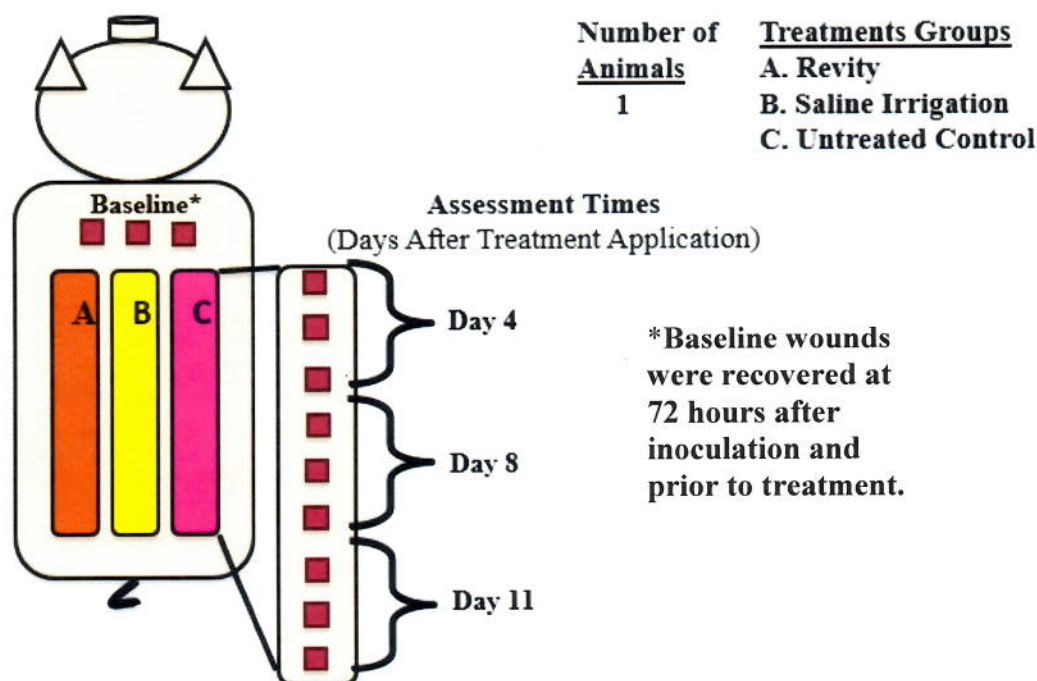 Number of
Animals
1
Treatments Groups
A. Revity
B. Saline Irrigation
C. Untreated Control
Baseline*
A
B
C
Assessment Times
(Days After Treatment Application)
Day 4
Day 8
Day 11
*Baseline wounds
were recovered at
72 hours after
inoculation and
prior to treatment.